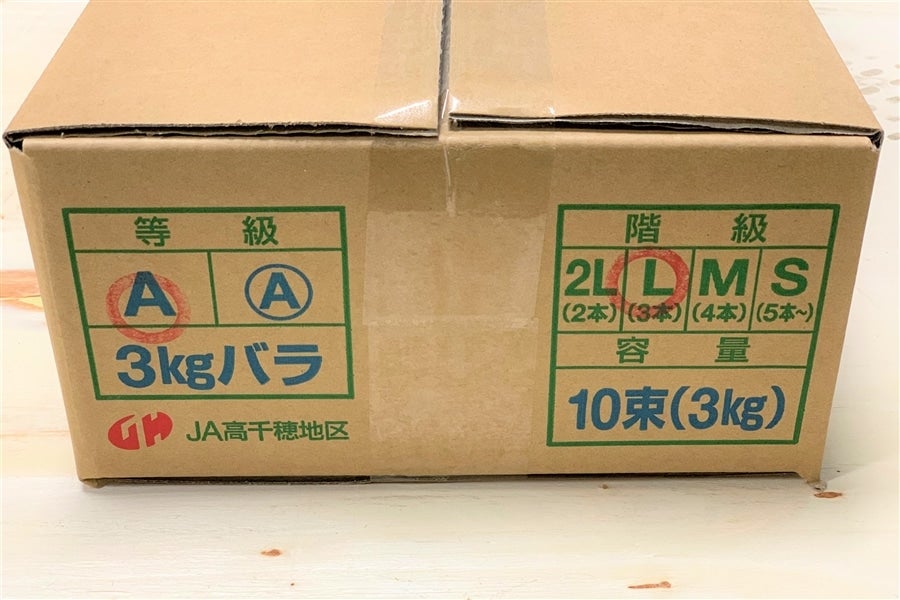 等級
A Ⓐ
3kgバラ
GH JA高千穂地区
階級
2L L M S
(2本) (3本) (4本) (5本~)
容量
10束(3kg)